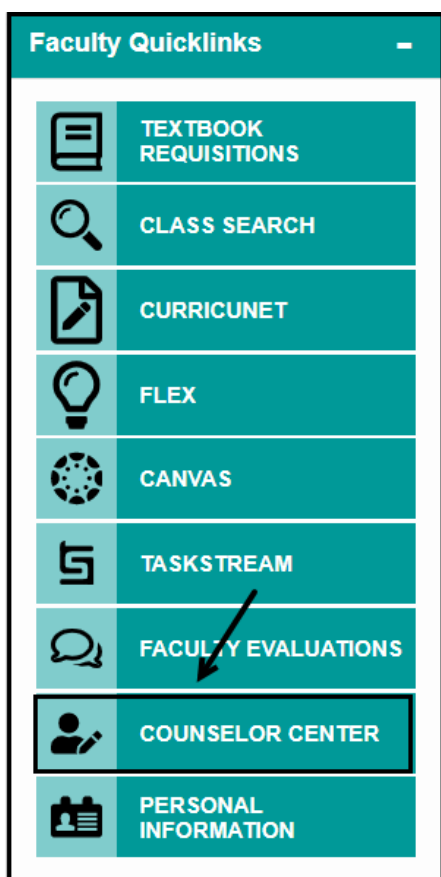 Faculty Quicklinks -
TEXTBOOK
REQUISITIONS
CLASS SEARCH
CURRICUNET
FLEX
CANVAS
TASKSTREAM
FACULTY EVALUATIONS
COUNSELOR CENTER
PERSONAL
INFORMATION